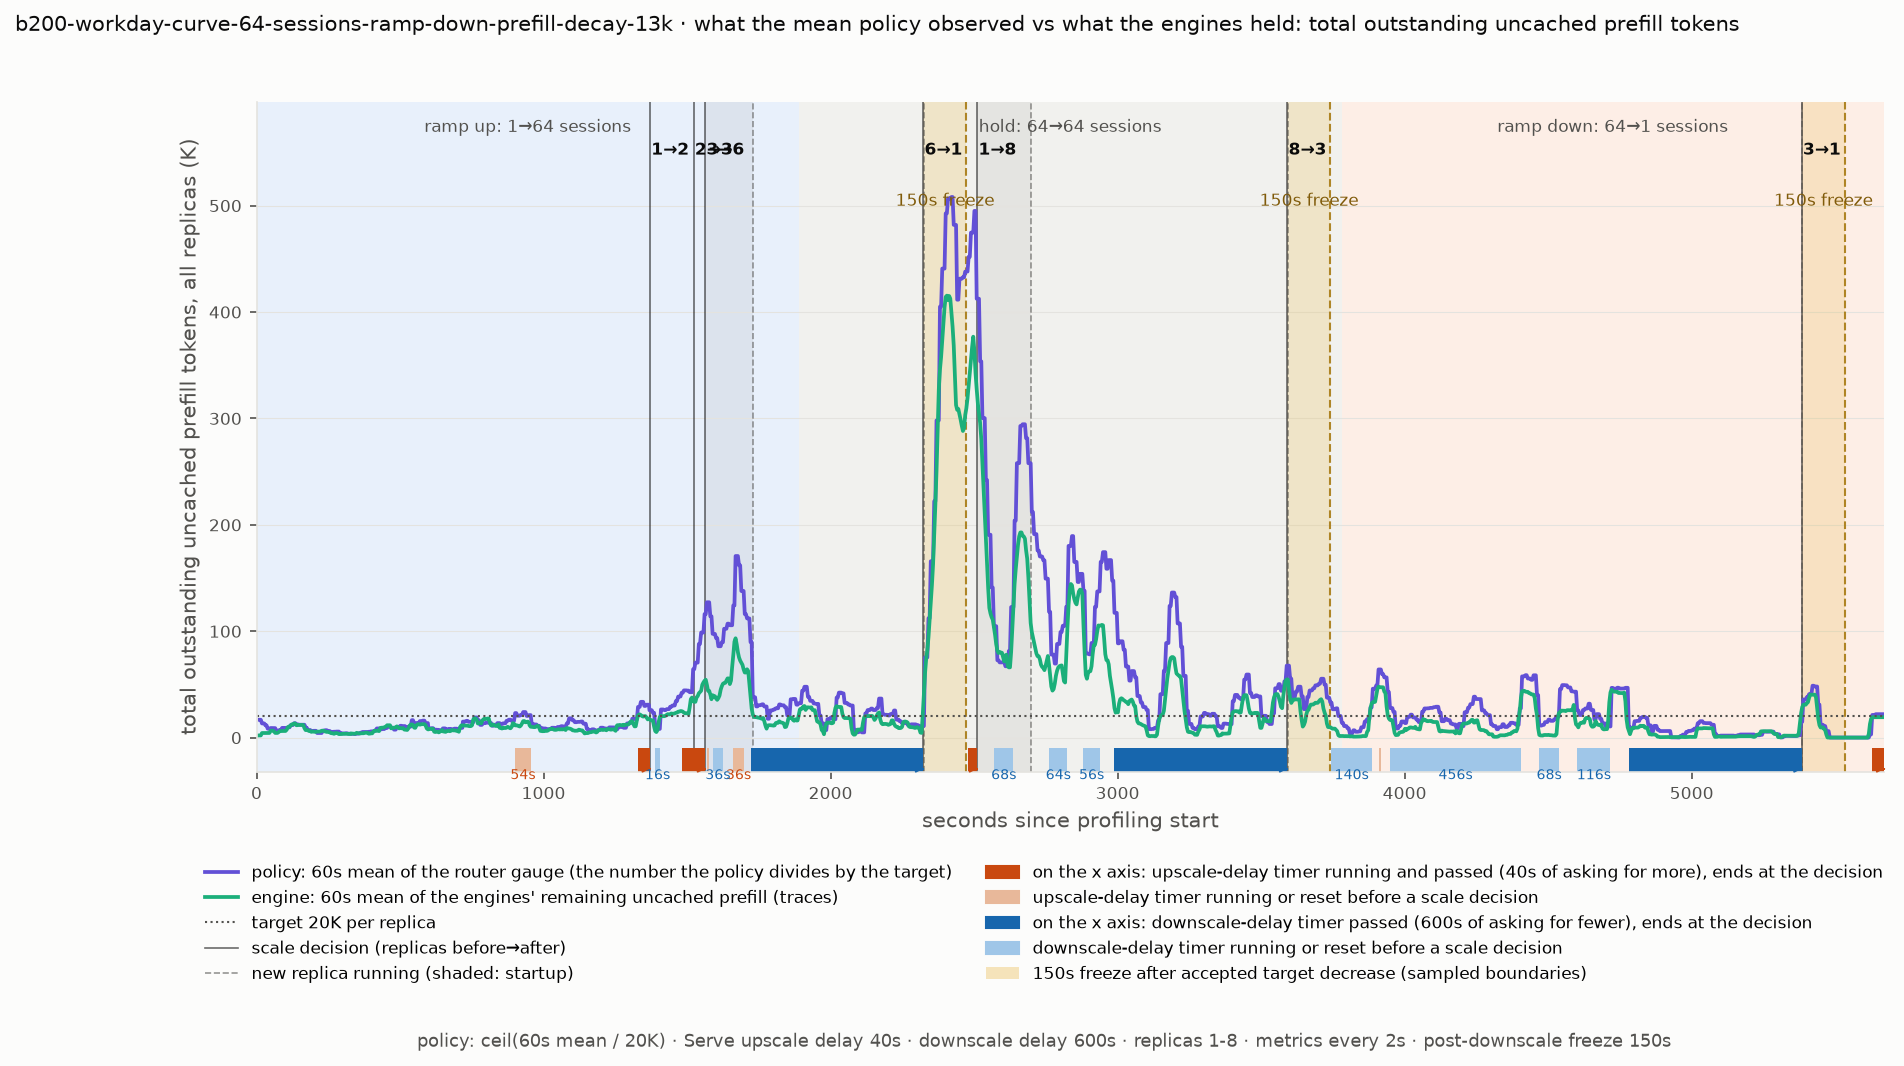 b200-workday-curve-64-sessions-ramp-down-prefill-decay-13k · what the mean policy observed vs what the engines held: total outstanding uncached prefill tokens
ramp up: 1→64 sessions
hold: 64→64 sessions
ramp down: 64→1 sessions
1→2
2→3
3→6
6→1
1→8
8→3
3→1
150s freeze
150s freeze
150s freeze
total outstanding uncached prefill tokens, all replicas (K)
500
400
300
200
100
0
54s
16s
36s
36s
68s
64s
56s
140s
456s
68s
116s
0
1000
2000
3000
4000
5000
seconds since profiling start
policy: 60s mean of the router gauge (the number the policy divides by the target)
engine: 60s mean of the engines' remaining uncached prefill (traces)
target 20K per replica
scale decision (replicas before→after)
new replica running (shaded: startup)
on the x axis: upscale-delay timer running and passed (40s of asking for more), ends at the decision
upscale-delay timer running or reset before a scale decision
on the x axis: downscale-delay timer passed (600s of asking for fewer), ends at the decision
downscale-delay timer running or reset before a scale decision
150s freeze after accepted target decrease (sampled boundaries)
policy: ceil(60s mean / 20K) · Serve upscale delay 40s · downscale delay 600s · replicas 1-8 · metrics every 2s · post-downscale freeze 150s